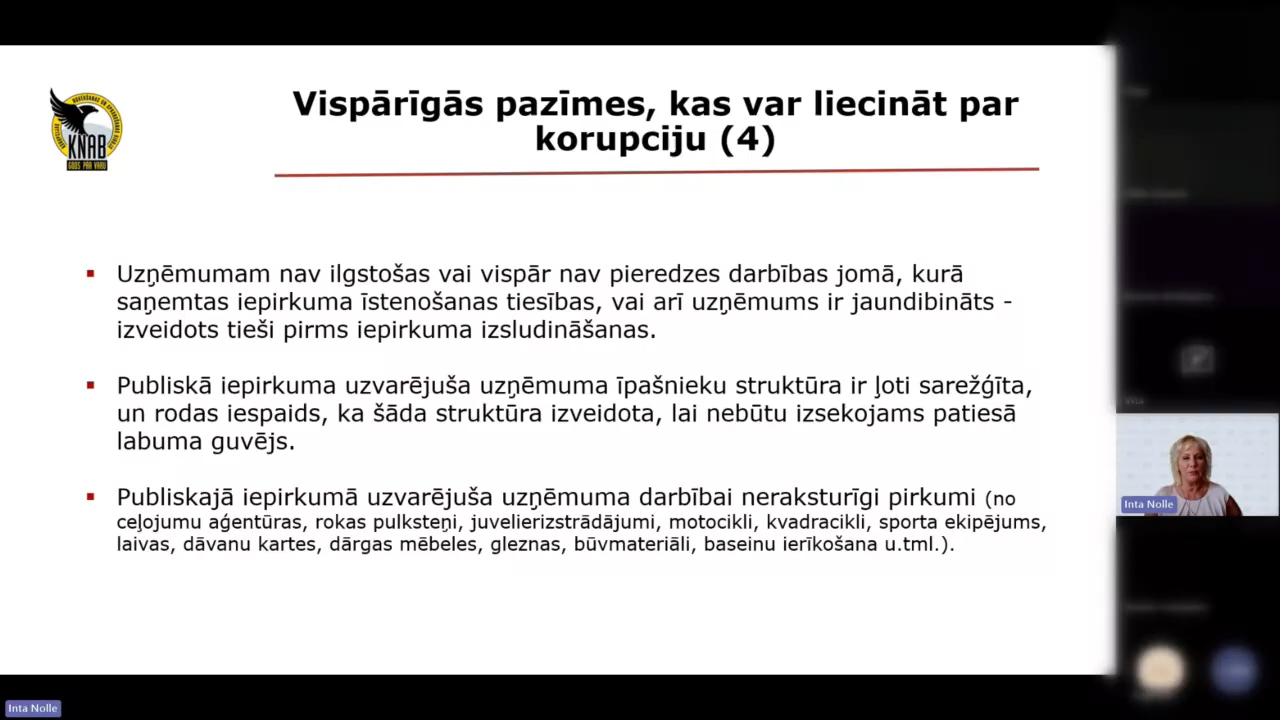 Vispārīgās pazīmes, kas var liecināt par
korupciju (4)
KNAB
Uzņēmumam nav ilgstošas vai vispār nav pieredzes darbības jomā, kurā
saņemtas iepirkuma īstenošanas tiesības, vai arī uzņēmums ir jaundibināts -
izveidots tieši pirms iepirkuma izsludināšanas.
Publiskā iepirkuma uzvarējuša uzņēmuma īpašnieku struktūra ir ļoti sarežģīta,
un rodas iespaids, ka šāda struktūra izveidota, lai nebūtu izsekojams patiesā
labuma guvējs.
Publiskajā iepirkumā uzvarējuša uzņēmuma darbībai neraksturīgi pirkumi (no
ceļojumu aģentūras, rokas pulksteņi, juvelierizstrādājumi, motocikli, kvadracikli, sporta ekipējums,
laivas, dāvanu kartes, dārgas mēbeles, gleznas, būvmateriāli, baseinu ierīkošana u.tml.).
Inta Nolle
Inta Nolle